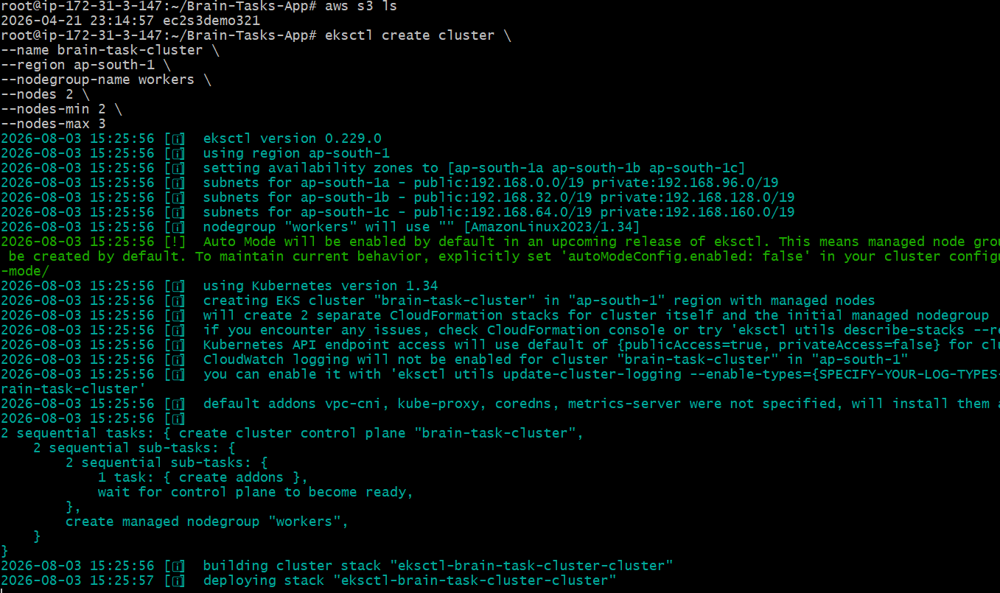 root@ip-172-31-3-147:~/Brain-Tasks-App# aws s3 ls
2026-04-21 23:14:57 ec2s3demo321
root@ip-172-31-3-147:~/Brain-Tasks-App# eksctl create cluster \
--name brain-task-cluster \
--region ap-south-1 \
--nodegroup-name workers \
--nodes 2 \
--nodes-min 2 \
--nodes-max 3
2026-08-03 15:25:56 [ℹ]  eksctl version 0.229.0
2026-08-03 15:25:56 [ℹ]  using region ap-south-1
2026-08-03 15:25:56 [ℹ]  setting availability zones to [ap-south-1a ap-south-1b ap-south-1c]
2026-08-03 15:25:56 [ℹ]  subnets for ap-south-1a - public:192.168.0.0/19 private:192.168.96.0/19
2026-08-03 15:25:56 [ℹ]  subnets for ap-south-1b - public:192.168.32.0/19 private:192.168.128.0/19
2026-08-03 15:25:56 [ℹ]  subnets for ap-south-1c - public:192.168.64.0/19 private:192.168.160.0/19
2026-08-03 15:25:56 [ℹ]  nodegroup "workers" will use "" [AmazonLinux2023/1.34]
2026-08-03 15:25:56 [!]  Auto Mode will be enabled by default in an upcoming release of eksctl. This means managed node grou
be created by default. To maintain current behavior, explicitly set 'autoModeConfig.enabled: false' in your cluster configu
-mode/
2026-08-03 15:25:56 [ℹ]  using Kubernetes version 1.34
2026-08-03 15:25:56 [ℹ]  creating EKS cluster "brain-task-cluster" in "ap-south-1" region with managed nodes
2026-08-03 15:25:56 [ℹ]  will create 2 separate CloudFormation stacks for cluster itself and the initial managed nodegroup
2026-08-03 15:25:56 [ℹ]  if you encounter any issues, check CloudFormation console or try 'eksctl utils describe-stacks --re
2026-08-03 15:25:56 [ℹ]  Kubernetes API endpoint access will use default of {publicAccess=true, privateAccess=false} for clu
2026-08-03 15:25:56 [ℹ]  CloudWatch logging will not be enabled for cluster "brain-task-cluster" in "ap-south-1"
2026-08-03 15:25:56 [ℹ]  you can enable it with 'eksctl utils update-cluster-logging --enable-types={SPECIFY-YOUR-LOG-TYPES-
rain-task-cluster'
2026-08-03 15:25:56 [ℹ]  default addons vpc-cni, kube-proxy, coredns, metrics-server were not specified, will install them a
2026-08-03 15:25:56 [ℹ]
2 sequential tasks: { create cluster control plane "brain-task-cluster",
    2 sequential sub-tasks: {
        2 sequential sub-tasks: {
            1 task: { create addons },
            wait for control plane to become ready,
        },
        create managed nodegroup "workers",
    }
}
2026-08-03 15:25:56 [ℹ]  building cluster stack "eksctl-brain-task-cluster-cluster"
2026-08-03 15:25:57 [ℹ]  deploying stack "eksctl-brain-task-cluster-cluster"